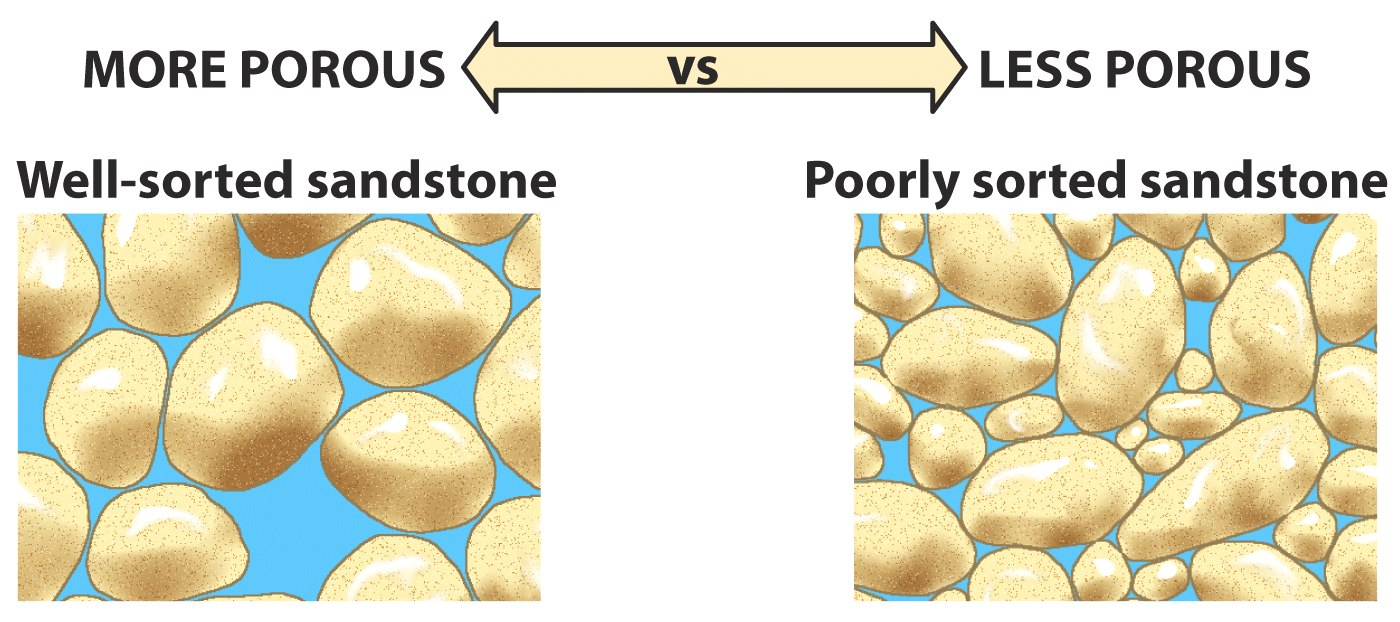 MORE POROUS vs LESS POROUS
Well-sorted sandstone
Poorly sorted sandstone